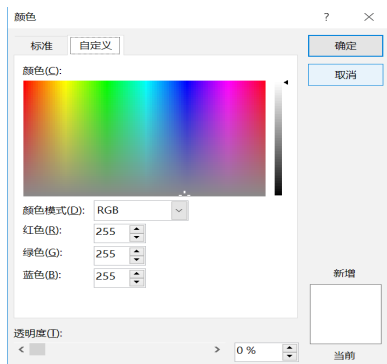 颜色 ?
标准 自定义 确定
颜色(C): 取消
颜色模式(D): RGB
红色(R): 255
绿色(G): 255
蓝色(B): 255 新增
透明度(T):
0 %
当前